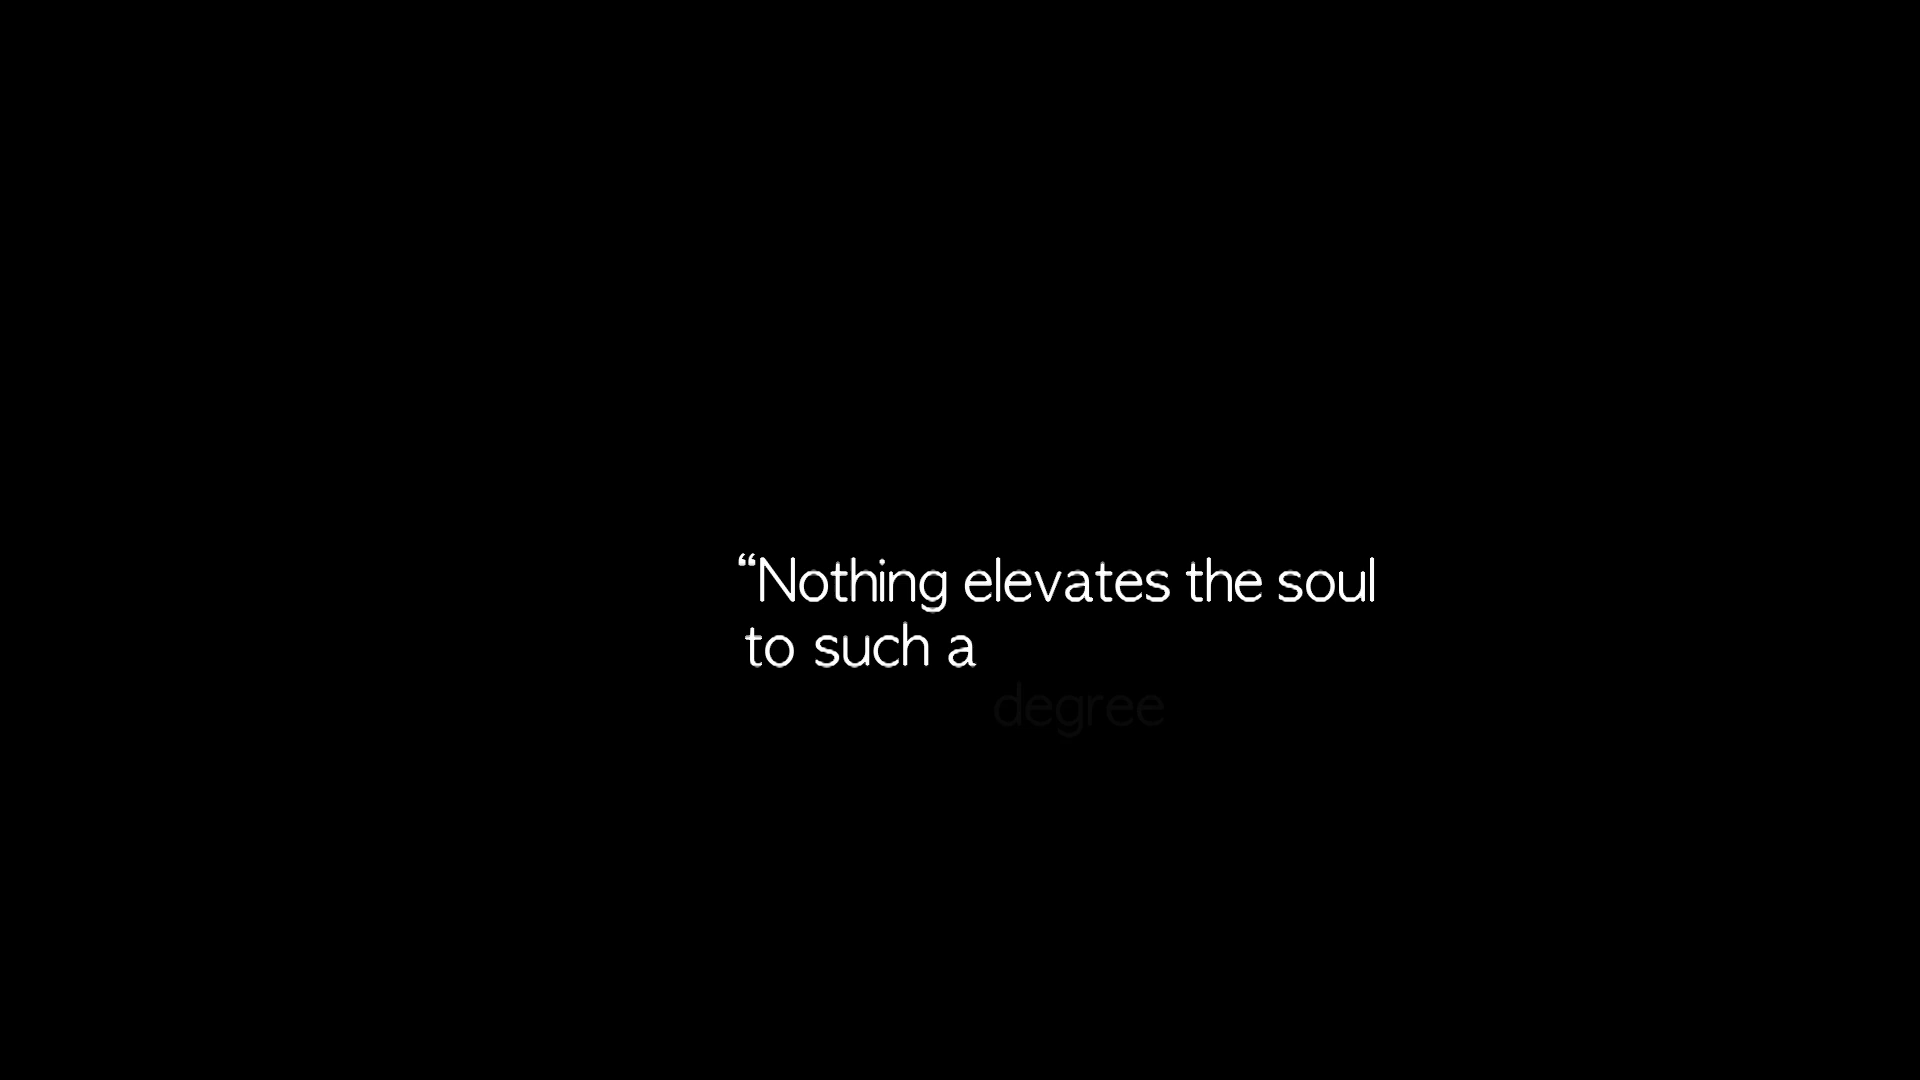 “Nothing elevates the soul
to such a
degree